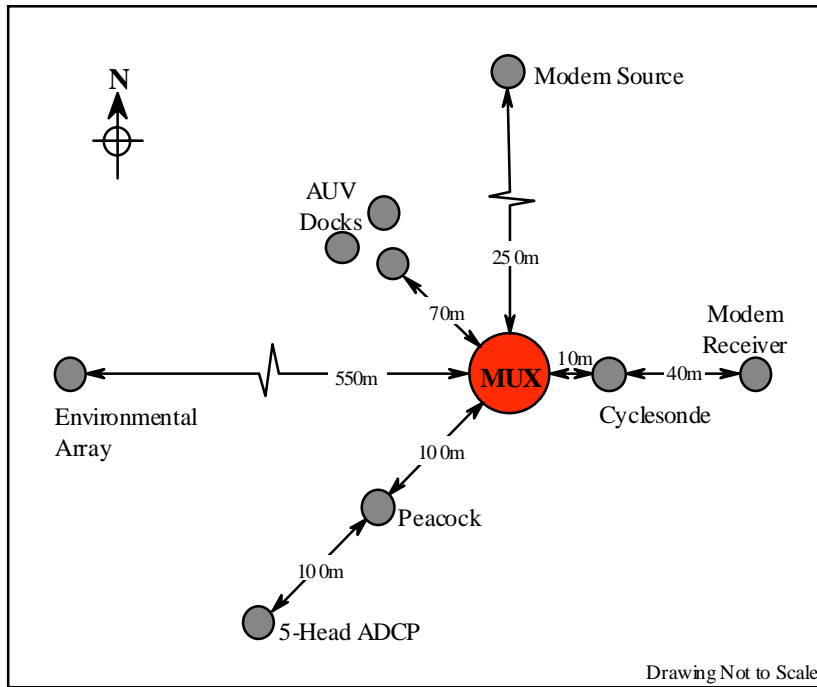 N
Modem Source
AUV
Docks
250m
70m
Modem
Receiver
MUX
10m
40m
550m
Cyclesonde
Environmental
Array
100m
Peacock
100m
5-Head ADCP
Drawing Not to Scale